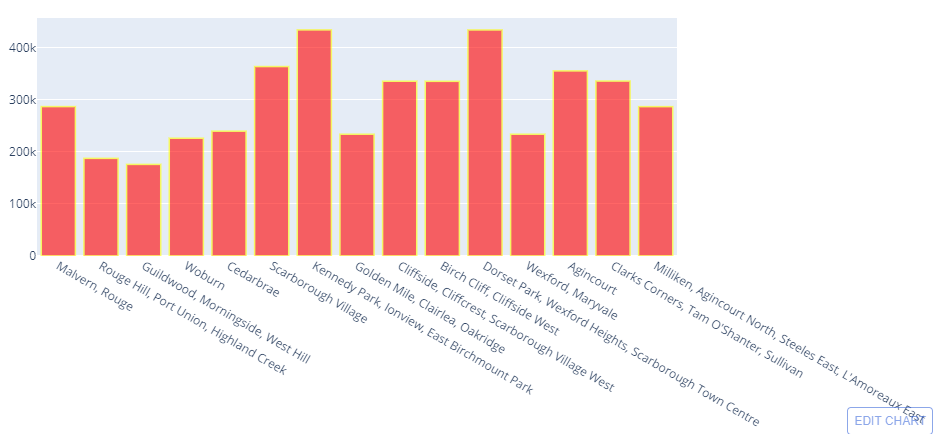 400k
300k
200k
100k
0
Malvern, Rouge
Rouge Hill, Port Union, Highland Creek
Guildwood, Morningside, West Hill
Woburn
Cedarbrae
Scarborough Village
Kennedy Park, Ionview, East Birchmount Park
Golden Mile, Clairlea, Oakridge
Cliffside, Cliffcrest, Scarborough Village West
Birch Cliff, Cliffside West
Dorset Park, Wexford Heights, Scarborough Town Centre
Wexford, Maryvale
Agincourt
Clarks Corners, Tam O'Shanter, Sullivan
Milliken, Agincourt North, Steeles East, L'Amoreaux East
EDIT CHART